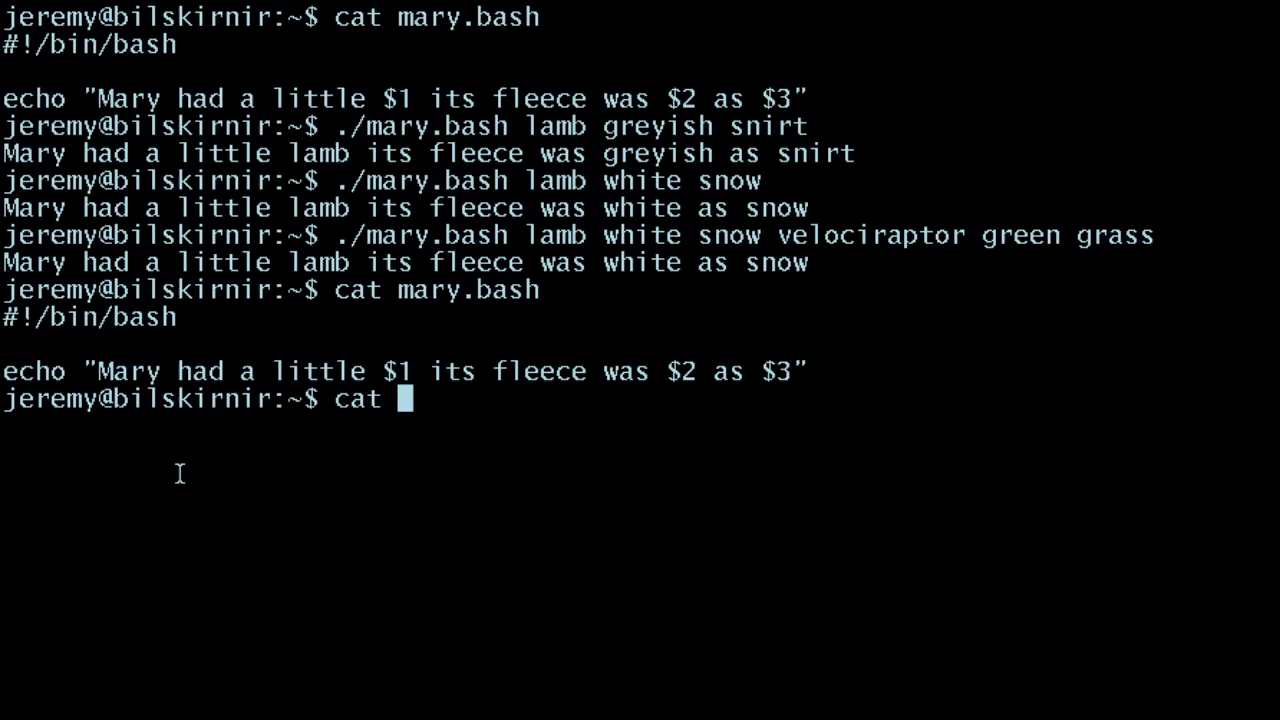 jeremy@bilskirnir:~$ cat mary.bash
#!/bin/bash
echo "Mary had a little $1 its fleece was $2 as $3"
jeremy@bilskirnir:~$ ./mary.bash lamb greyish snirt
Mary had a little lamb its fleece was greyish as snirt
jeremy@bilskirnir:~$ ./mary.bash lamb white snow
Mary had a little lamb its fleece was white as snow
jeremy@bilskirnir:~$ ./mary.bash lamb white snow velociraptor green grass
Mary had a little lamb its fleece was white as snow
jeremy@bilskirnir:~$ cat mary.bash
#!/bin/bash
echo "Mary had a little $1 its fleece was $2 as $3"
jeremy@bilskirnir:~$ cat